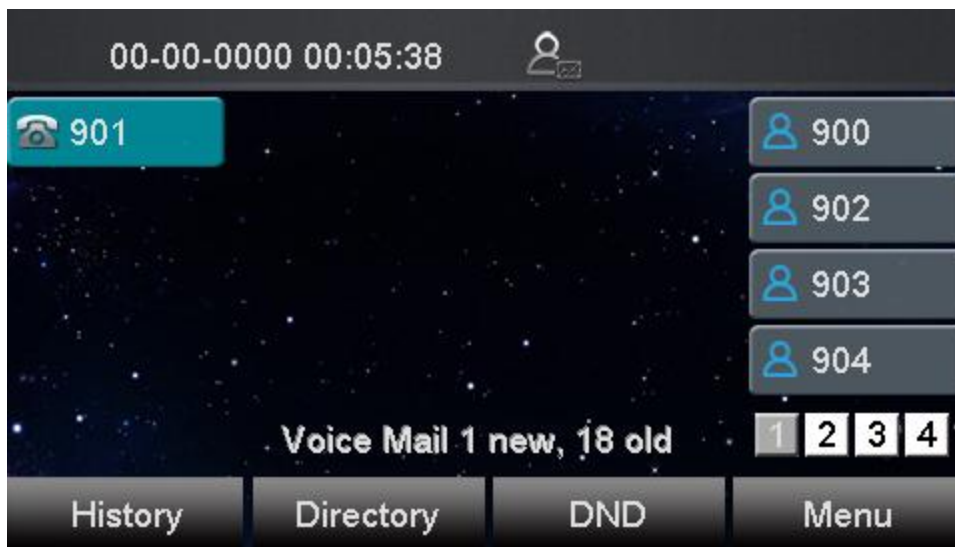 00-00-0000 00:05:38
901
900
902
903
904
Voice Mail 1 new, 18 old
1 2 3 4
History Directory DND Menu